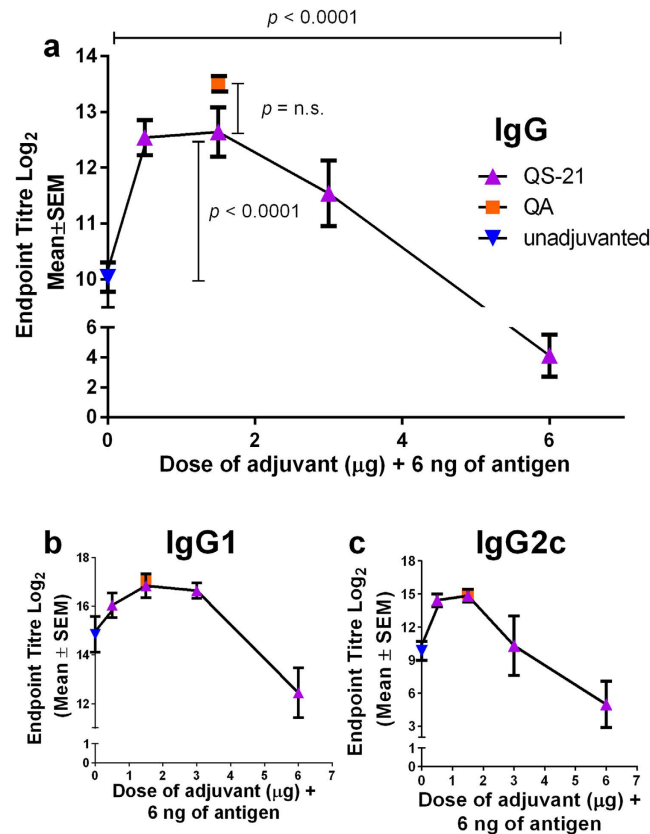 p < 0.0001
a
14
13
12
11
10
6
4
2
0
Endpoint Titre Log2
Mean±SEM
p = n.s.
p < 0.0001
IgG
QS-21
QA
unadjuvanted
0 2 4 6
Dose of adjuvant (μg) + 6 ng of antigen
b
IgG1
18
16
14
12
1
0
Endpoint Titre Log2
(Mean ± SEM)
0 1 2 3 4 5 6 7
Dose of adjuvant (μg) +
6 ng of antigen
c
IgG2c
18
15
12
9
6
3
1
0
Endpoint Titre Log2
(Mean ± SEM)
0 1 2 3 4 5 6 7
Dose of adjuvant (μg) +
6 ng of antigen